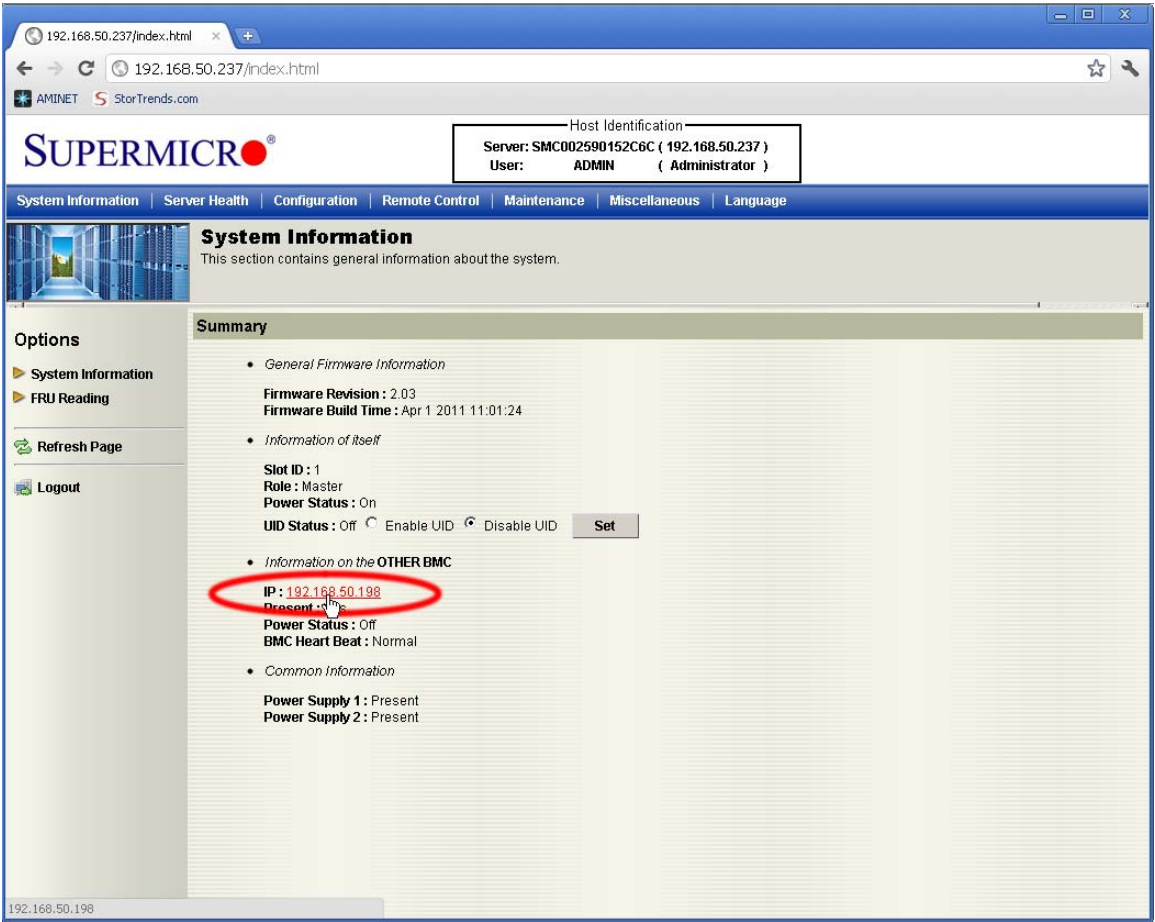 192.168.50.237/index.html
192.168.50.237/index.html
AMINET StorTrends.com
SUPERMICRO®
Host Identification
Server: SMC002590152C6C ( 192.168.50.237 )
User: ADMIN ( Administrator )
System Information | Server Health | Configuration | Remote Control | Maintenance | Miscellaneous | Language
System Information
This section contains general information about the system.
Options
System Information
FRU Reading
Refresh Page
Logout
Summary
General Firmware Information
Firmware Revision : 2.03
Firmware Build Time : Apr 1 2011 11:01:24
Information of itself
Slot ID : 1
Role : Master
Power Status : On
UID Status : Off Enable UID Disable UID Set
Information on the OTHER BMC
IP : 192.168.50.198
Present :
Power Status : Off
BMC Heart Beat : Normal
Common Information
Power Supply 1 : Present
Power Supply 2 : Present
192.168.50.198